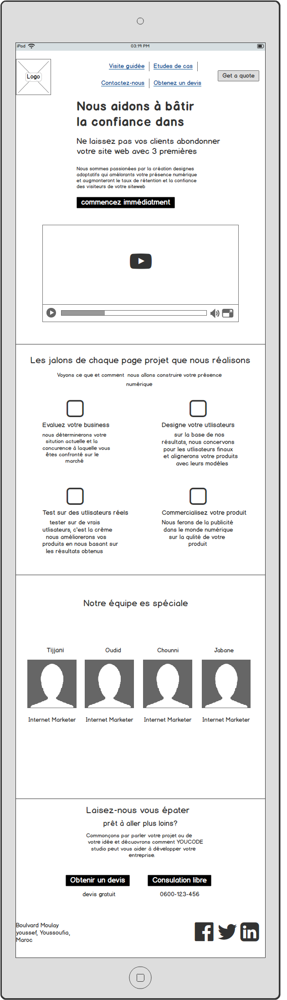 iPad 03:19 PM
Logo
Visite guidée
Etudes de cas
Contactez-nous
Obtenez un devis
Get a quote
Nous aidons à bâtir
la confiance dans
Ne laissez pas vos clients abondonner
votre site web avec 3 premières
Nous sommes passionées par la création designes
adoptatifs qui amélorants votre présence numérique
et augmonteront le taux de rétention et la confiance
des visiteurs de votre siteweb
commencez immédiatment
Les jalons de chaque page projet que nous réalisons
Voyons ce que et comment nous allons construire votre présence
numérique
Evaluez votre business
nous déterminerons votre
sitution actuelle et la
concurence à laquelle vous
êtes confronté sur le
marché
Designe votre utlisateurs
sur la base de nos
résultats, nous concervons
pour les utlisateurs finaux
et alignerons votre produits
avec leurs modèles
Test sur des utlisateurs réels
tester sur de vrais
utlisateurs, c'est la crème
nous améliorerons vos
produits en nous basant sur
les résultats obtenus
Commercialisez votre produit
Nous ferons de la publicité
dans le monde numérique
sur la qulité de votre
produit
Notre équipe es spéciale
Tijjani
Oudid
Chounni
Jabane
Internet Marketer
Internet Marketer
Internet Marketer
Internet Marketer
Laisez-nous vous épater
prêt à aller plus loins?
Commonçons par parler votre projet ou de
votre idée et décuovrons comment YOUCODE
studio peut vous aider à développer votre
entreprise.
Obtenir un devis
devis gratuit
Consulation libre
0600-123-456
Boulvard Moulay
youssef, Youssoufia,
Maroc